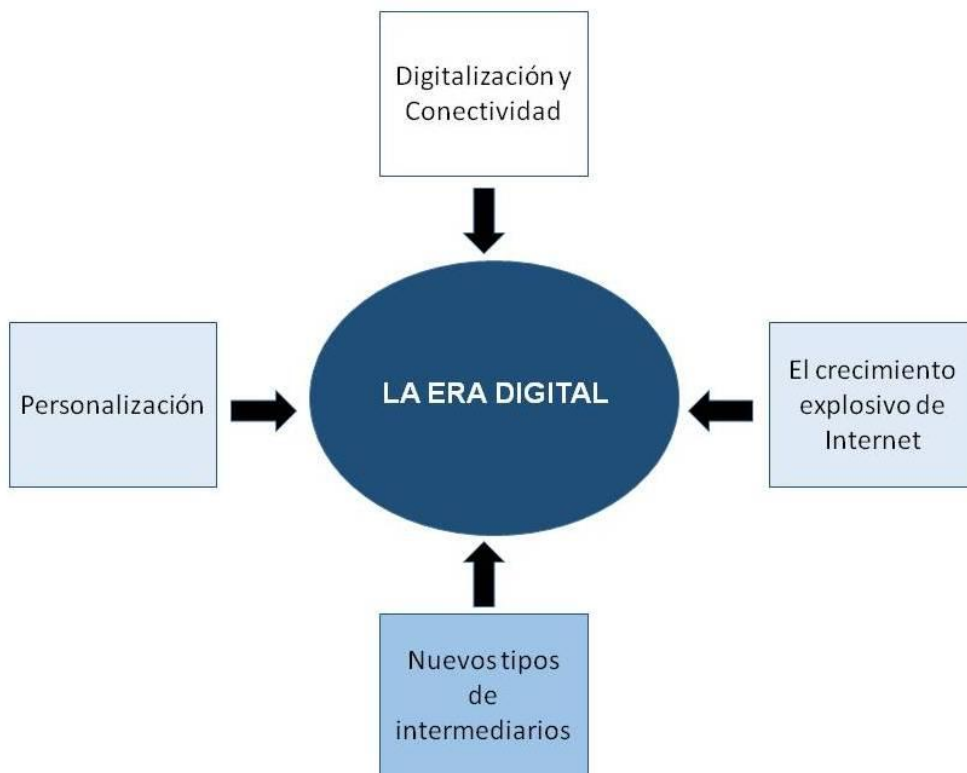 Digitalización y
Conectividad
Personalización
LA ERA DIGITAL
El crecimiento
explosivo de
Internet
Nuevos tipos
de
intermediarios